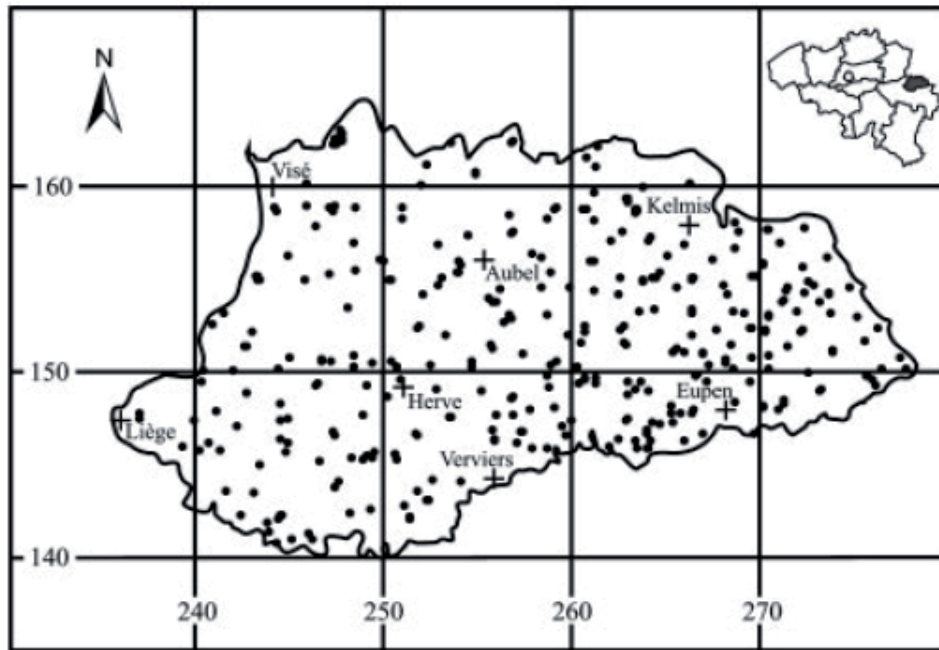 N
Visé
160
Kelmis
Aubel
150
Herve
Eupen
Liège
Verviers
140
240 250 260 270